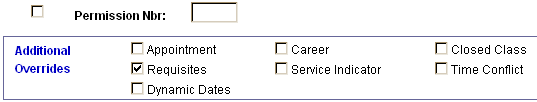 Permission Nbr:
Additional Appointment Career Closed Class
Overrides Requisites Service Indicator Time Conflict
Dynamic Dates